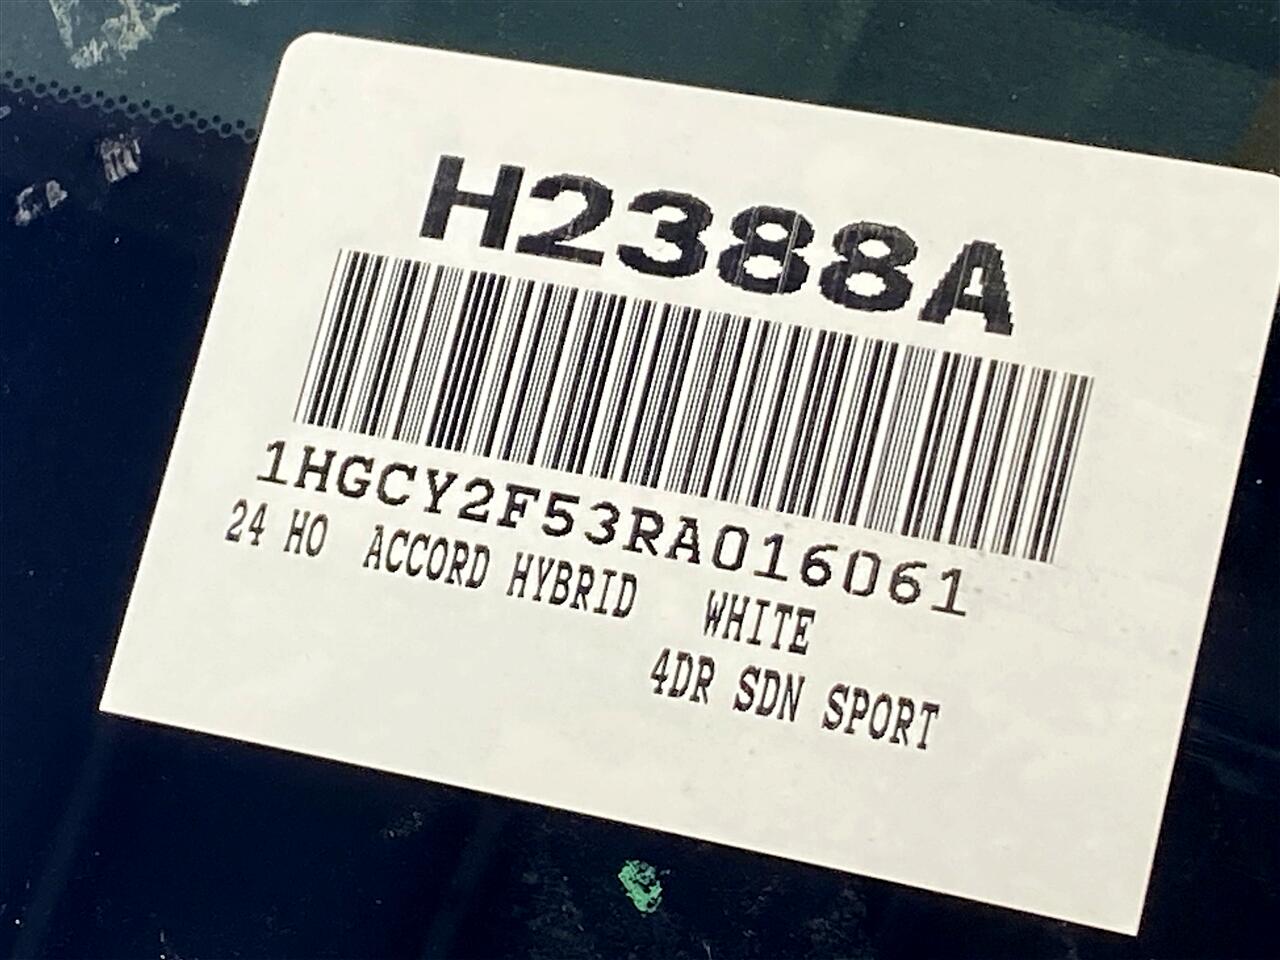 H2388A
1HGCY2F53RA016061
24 HO ACCORD HYBRID WHITE
4DR SDN SPORT